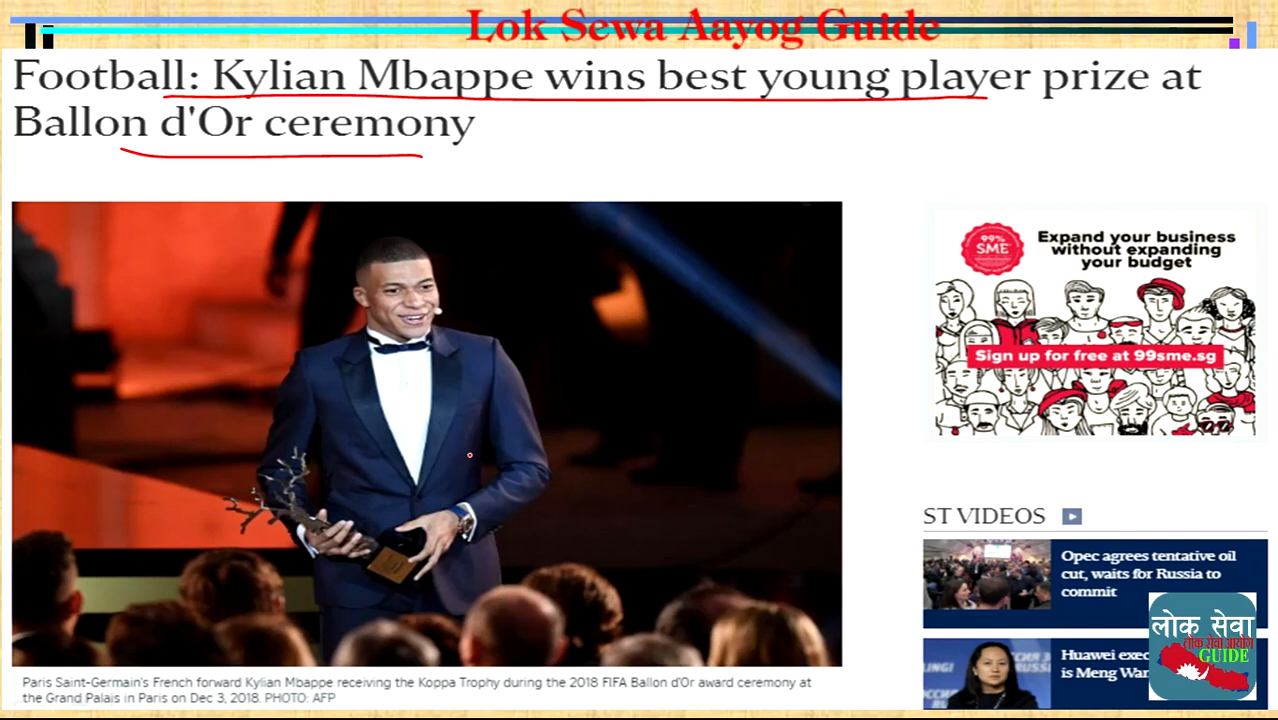 Lok Sewa Aayog Guide
Football: Kylian Mbappe wins best young player prize at
Ballon d'Or ceremony
99%
SME
Expand your business
without expanding
your budget
Sign up for free at 99sme.sg
ST VIDEOS
Opec agrees tentative oil
cut, waits for Russia to
commit
Huawei exec
is Meng Wan
लोक सेवा
लोक सेवा आयोग
GUIDE
Paris Saint-Germain's French forward Kylian Mbappe receiving the Koppa Trophy during the 2018 FIFA Ballon d'Or award ceremony at
the Grand Palais in Paris on Dec 3, 2018. PHOTO: AFP